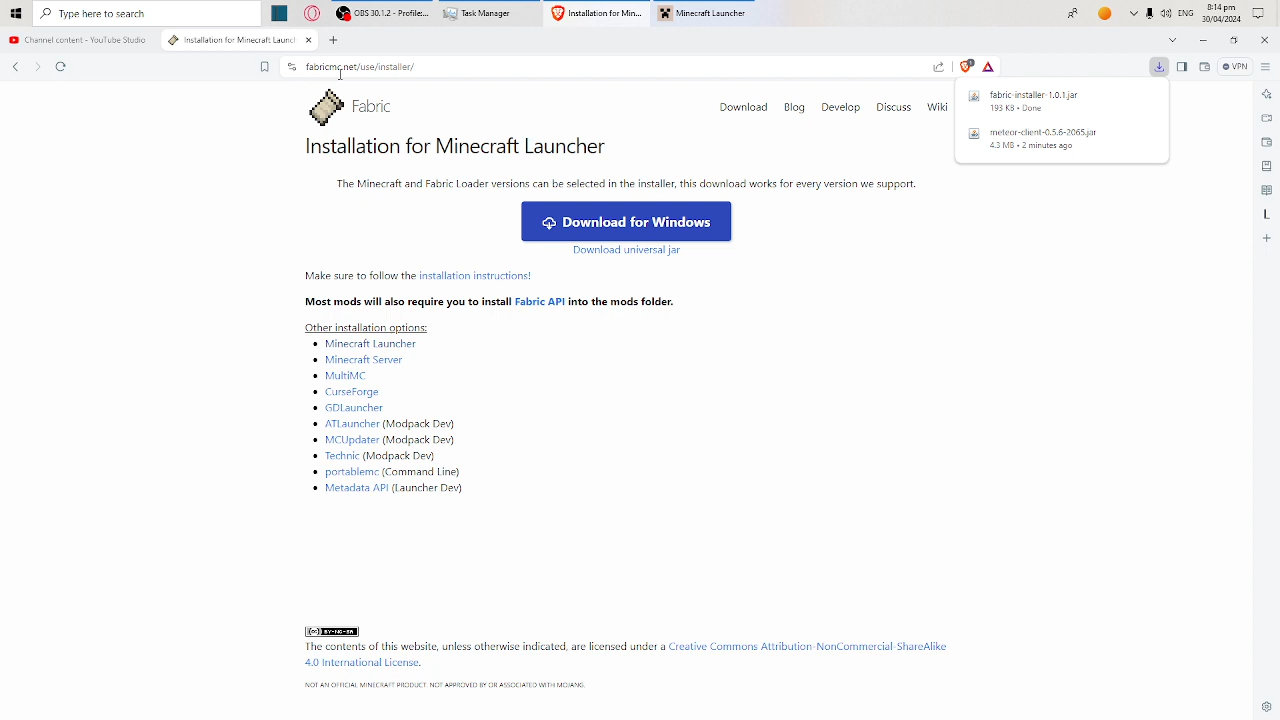 Type here to search
OBS 30.1.2 - Profile:...
Task Manager
Installation for Min...
Minecraft Launcher
ENG
8:14 pm
30/04/2024
Channel content - YouTube Studio
Installation for Minecraft Launcl
fabricmc.net/use/installer/
1
VPN
Fabric
Download
Blog
Develop
Discuss
Wiki
fabric-installer-1.0.1.jar
193 KB • Done
meteor-client-0.5.6-2065.jar
4.3 MB • 2 minutes ago
Installation for Minecraft Launcher
The Minecraft and Fabric Loader versions can be selected in the installer, this download works for every version we support.
Download for Windows
Download universal jar
Make sure to follow the installation instructions!
Most mods will also require you to install Fabric API into the mods folder.
Other installation options:
• Minecraft Launcher
• Minecraft Server
• MultiMC
• CurseForge
• GDLauncher
• ATLauncher (Modpack Dev)
• MCUpdater (Modpack Dev)
• Technic (Modpack Dev)
• portablemc (Command Line)
• Metadata API (Launcher Dev)
L
(cc) BY-NC-SA
The contents of this website, unless otherwise indicated, are licensed under a Creative Commons Attribution-NonCommercial-ShareAlike
4.0 International License.
NOT AN OFFICIAL MINECRAFT PRODUCT. NOT APPROVED BY OR ASSOCIATED WITH MOJANG.